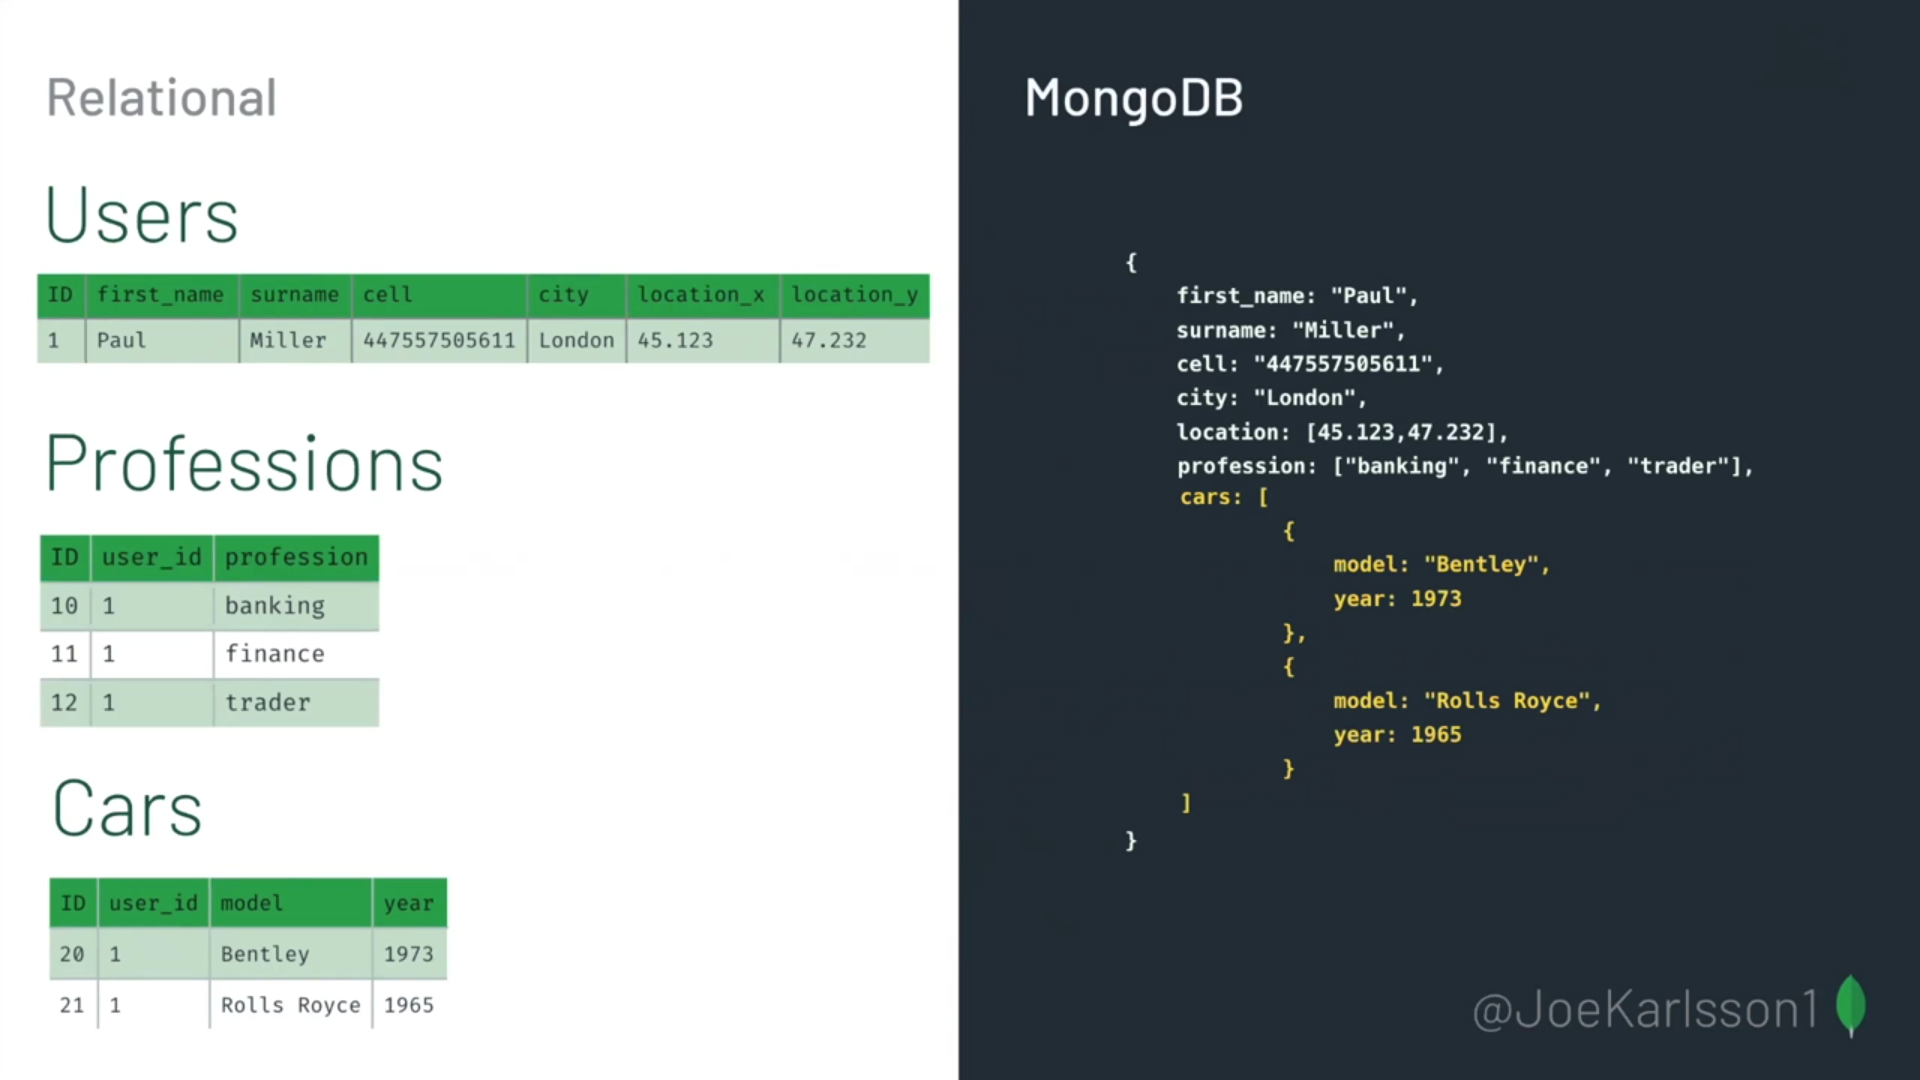 Relational
Users
ID first_name surname cell city location_x location_y
1 Paul Miller 447557505611 London 45.123 47.232
Professions
ID user_id profession
10 1 banking
11 1 finance
12 1 trader
Cars
ID user_id model year
20 1 Bentley 1973
21 1 Rolls Royce 1965
MongoDB
{
first_name: "Paul",
surname: "Miller",
cell: "447557505611",
city: "London",
location: [45.123,47.232],
profession: ["banking", "finance", "trader"],
cars: [
{
model: "Bentley",
year: 1973
},
{
model: "Rolls Royce",
year: 1965
}
]
}
@JoeKarlsson1